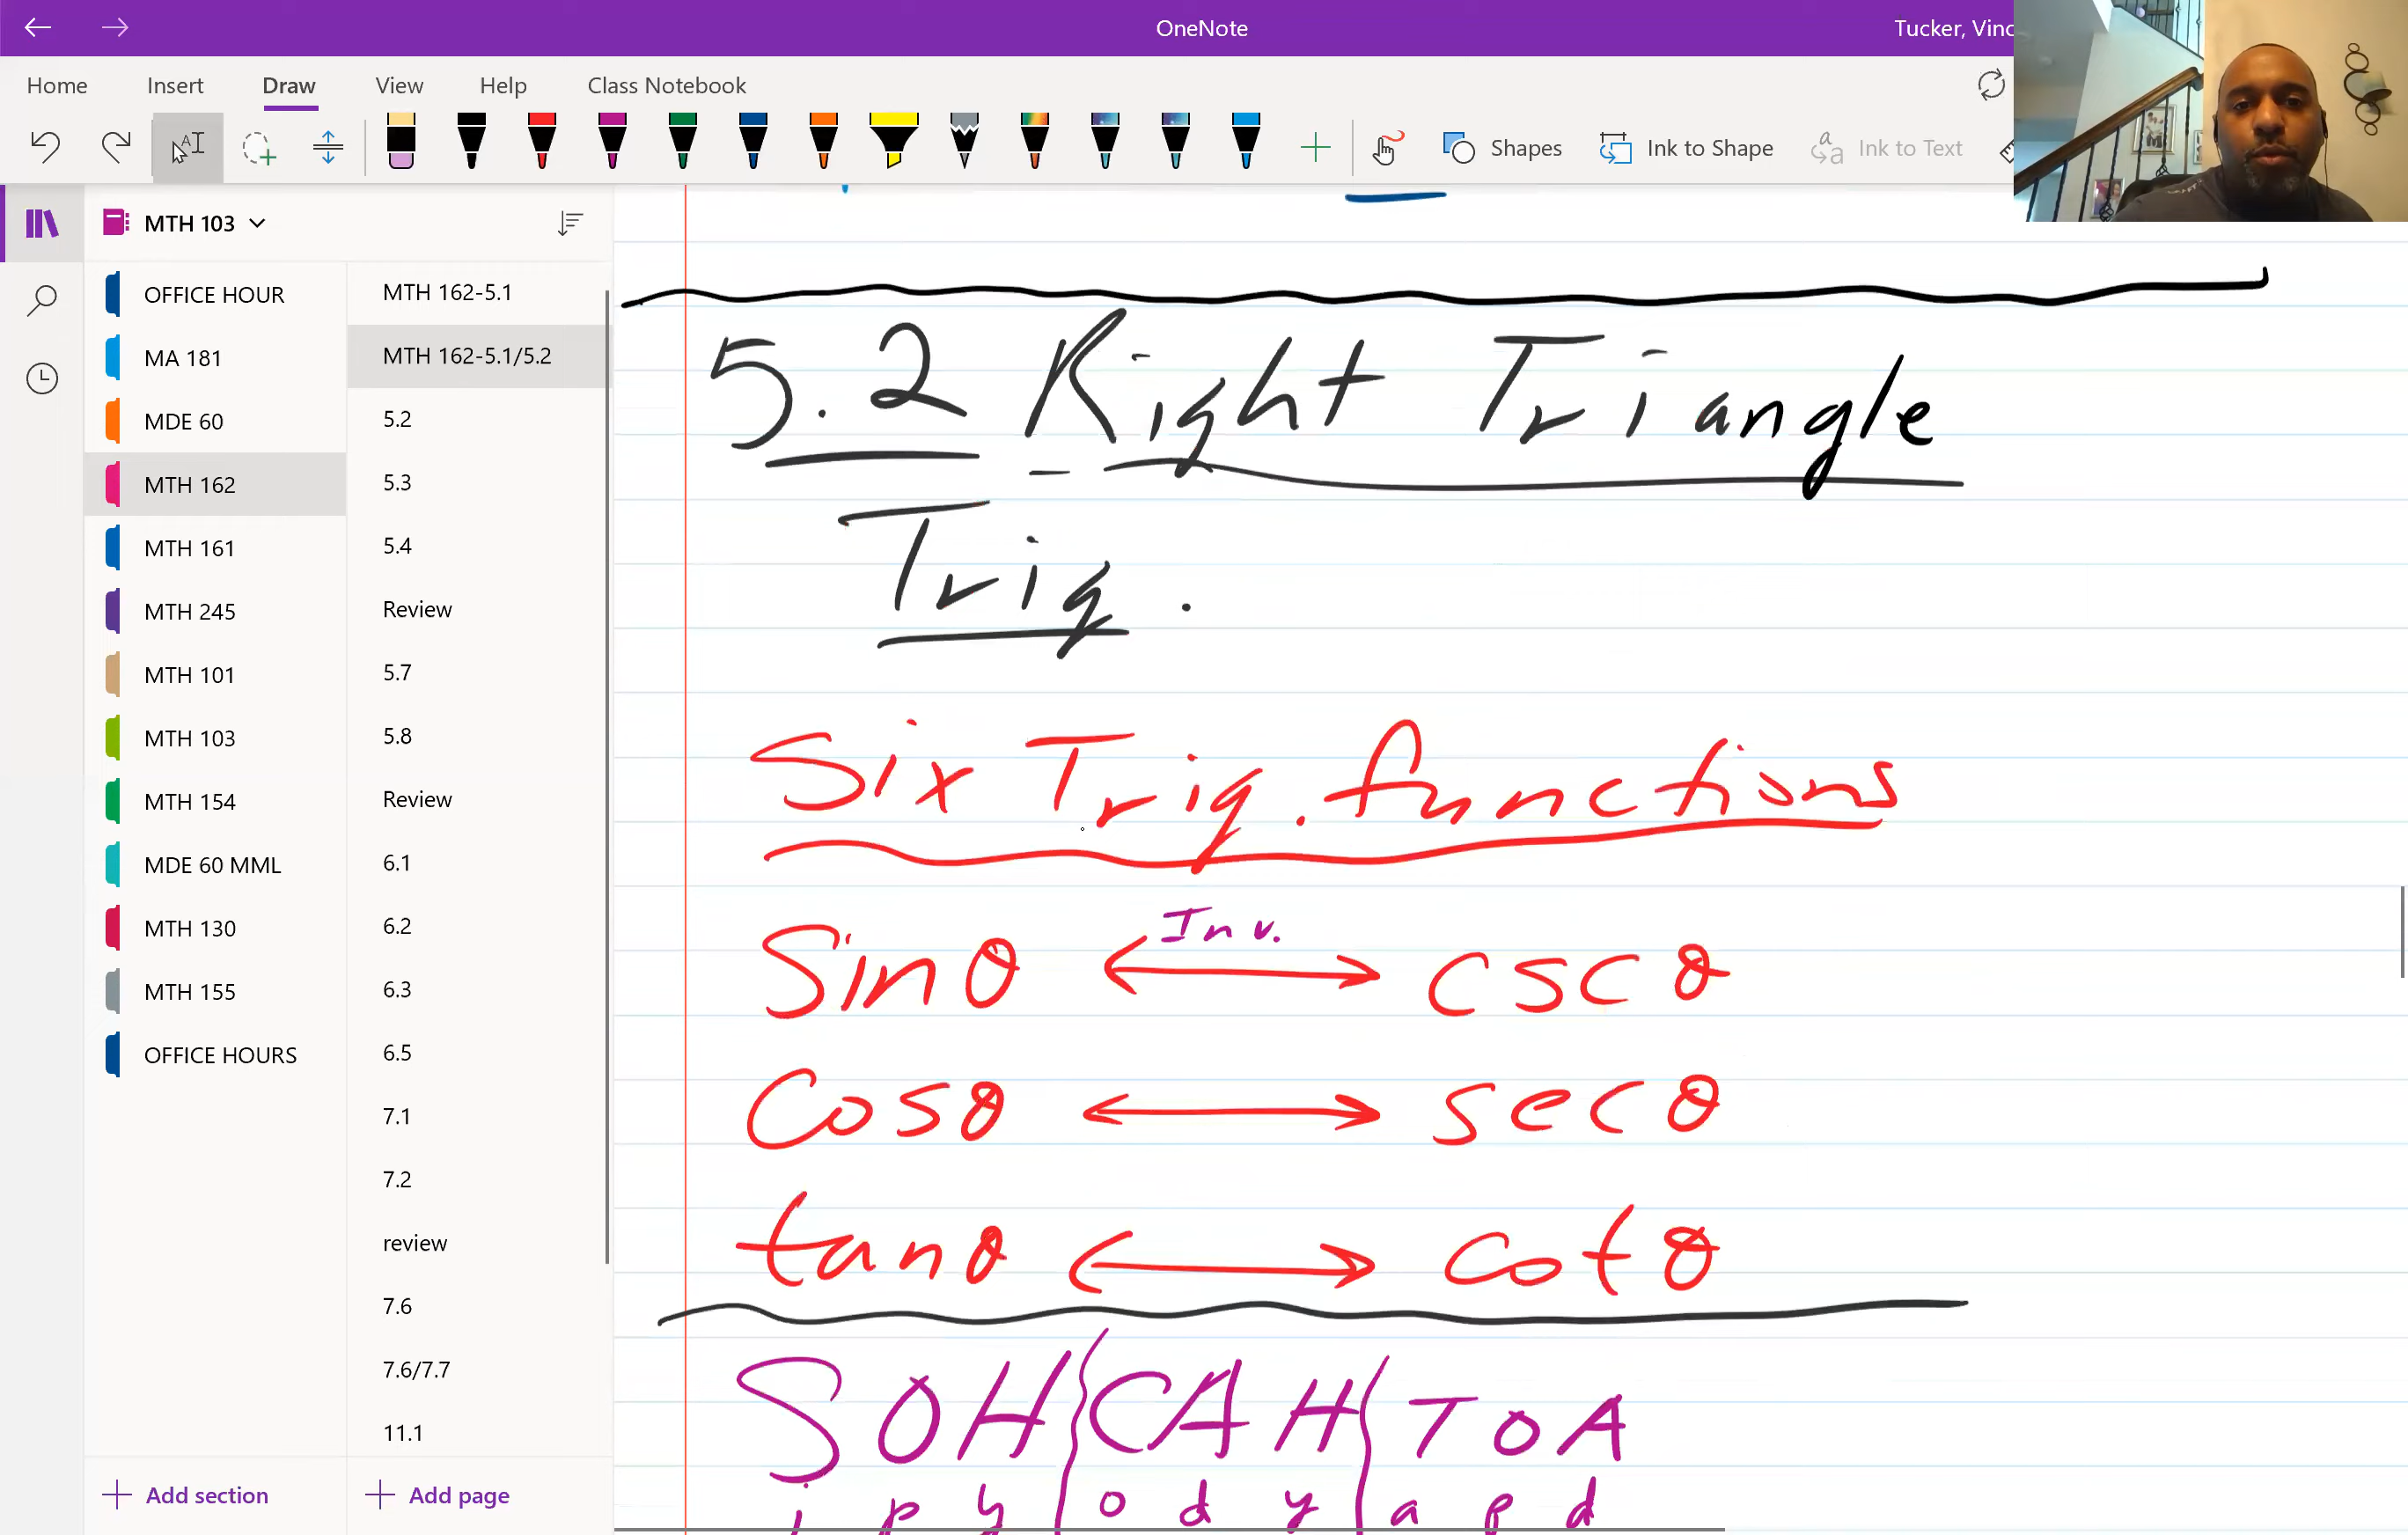 OneNote
Tucker, Vinc
Home Insert Draw View Help Class Notebook
Shapes Ink to Shape Ink to Text
MTH 103
OFFICE HOUR
MA 181
MDE 60
MTH 162
MTH 161
MTH 245
MTH 101
MTH 103
MTH 154
MDE 60 MML
MTH 130
MTH 155
OFFICE HOURS
Add section
MTH 162-5.1
MTH 162-5.1/5.2
5.2
5.3
5.4
Review
5.7
5.8
Review
6.1
6.2
6.3
6.5
7.1
7.2
review
7.6
7.6/7.7
11.1
Add page
5.2 Right Triangle
Trig.
Six Trig. functions
Inv.
Sinθ ⟷ cscθ
Cosθ ⟷ secθ
tanθ ⟷ cotθ
SOH CAH TOA
i p y o d y a p d